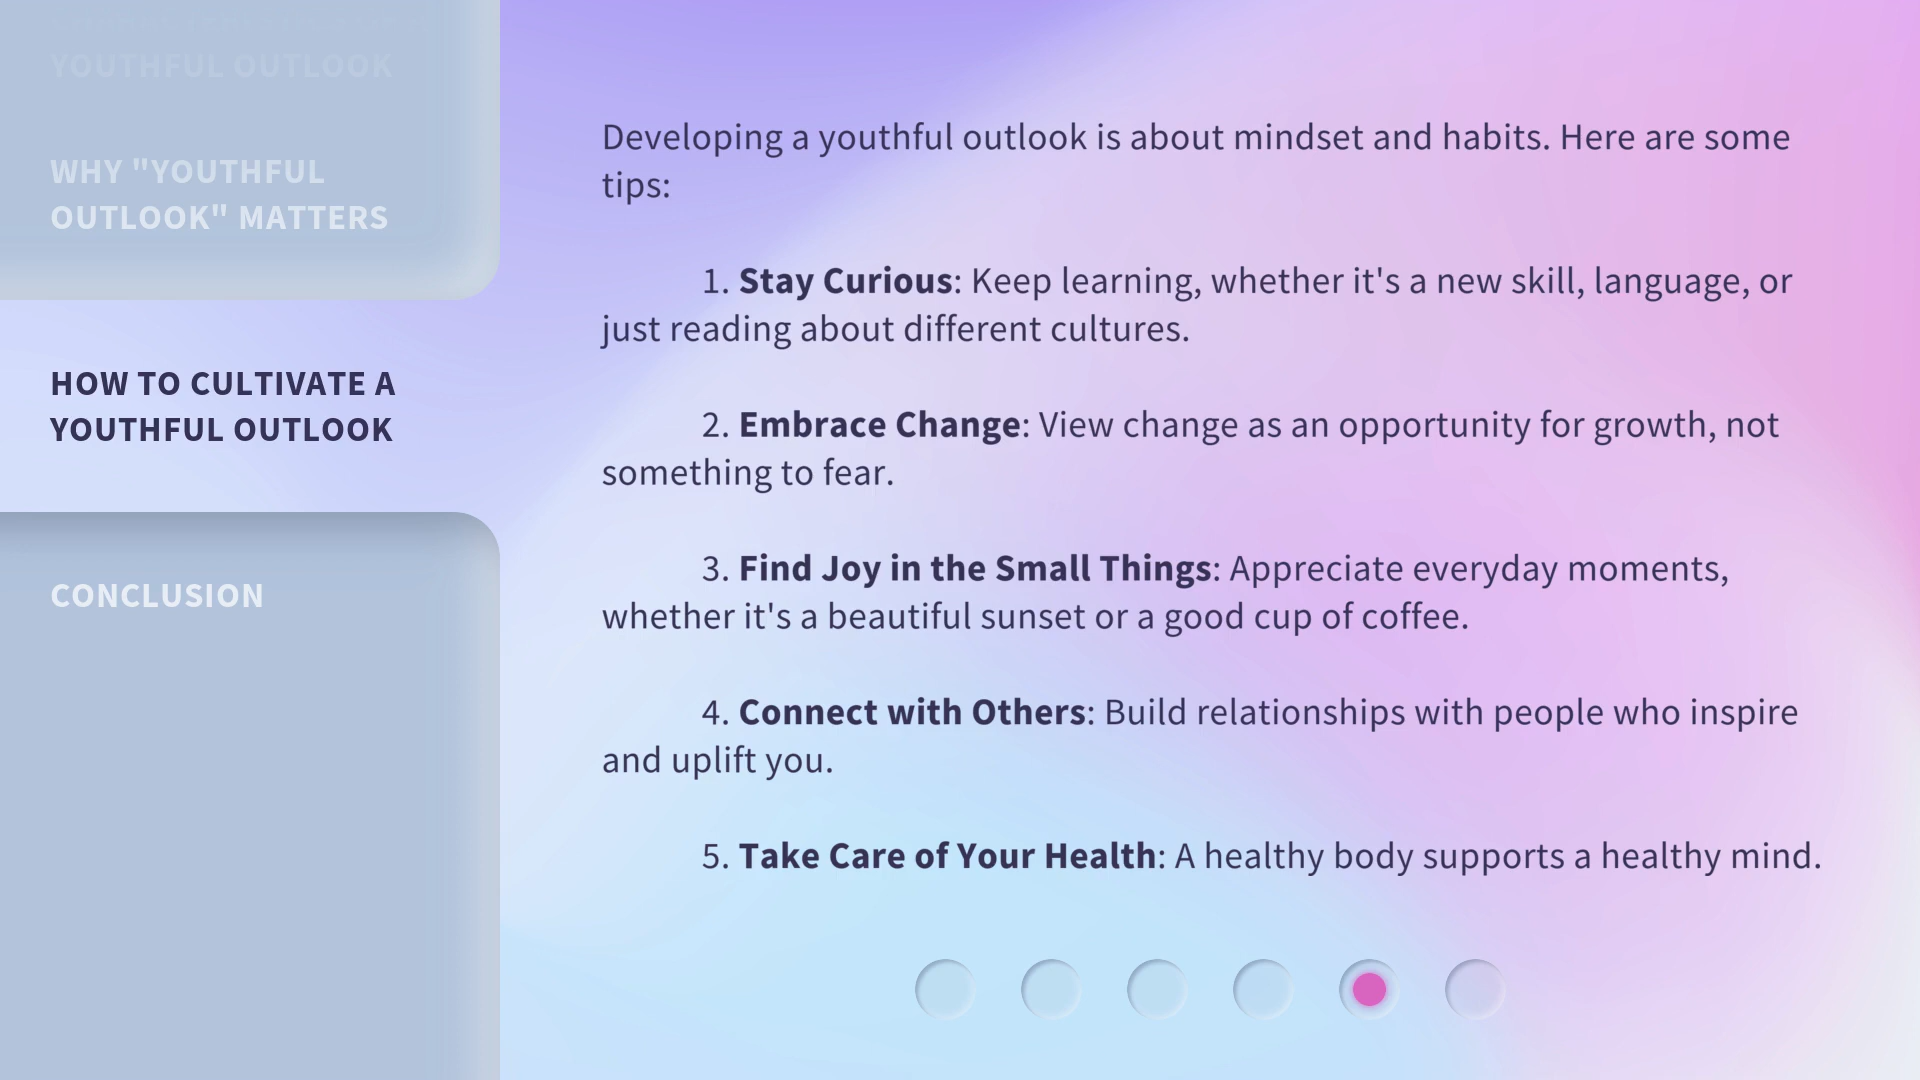 YOUTHFUL OUTLOOK
WHY "YOUTHFUL
OUTLOOK" MATTERS
HOW TO CULTIVATE A
YOUTHFUL OUTLOOK
CONCLUSION
Developing a youthful outlook is about mindset and habits. Here are some
tips:
1. Stay Curious: Keep learning, whether it's a new skill, language, or
just reading about different cultures.
2. Embrace Change: View change as an opportunity for growth, not
something to fear.
3. Find Joy in the Small Things: Appreciate everyday moments,
whether it's a beautiful sunset or a good cup of coffee.
4. Connect with Others: Build relationships with people who inspire
and uplift you.
5. Take Care of Your Health: A healthy body supports a healthy mind.